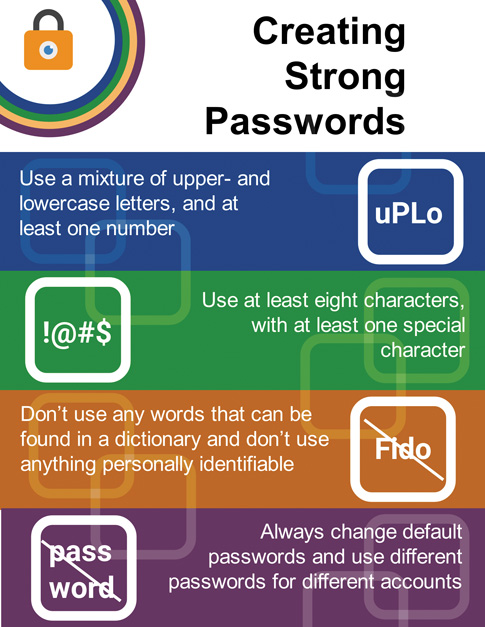 Creating
Strong
Passwords
Use a mixture of upper- and
lowercase letters, and at
least one number
uPLo
!@#$
Use at least eight characters,
with at least one special
character
Don’t use any words that can be
found in a dictionary and don’t use
anything personally identifiable
Fido
pass
word
Always change default
passwords and use different
passwords for different accounts